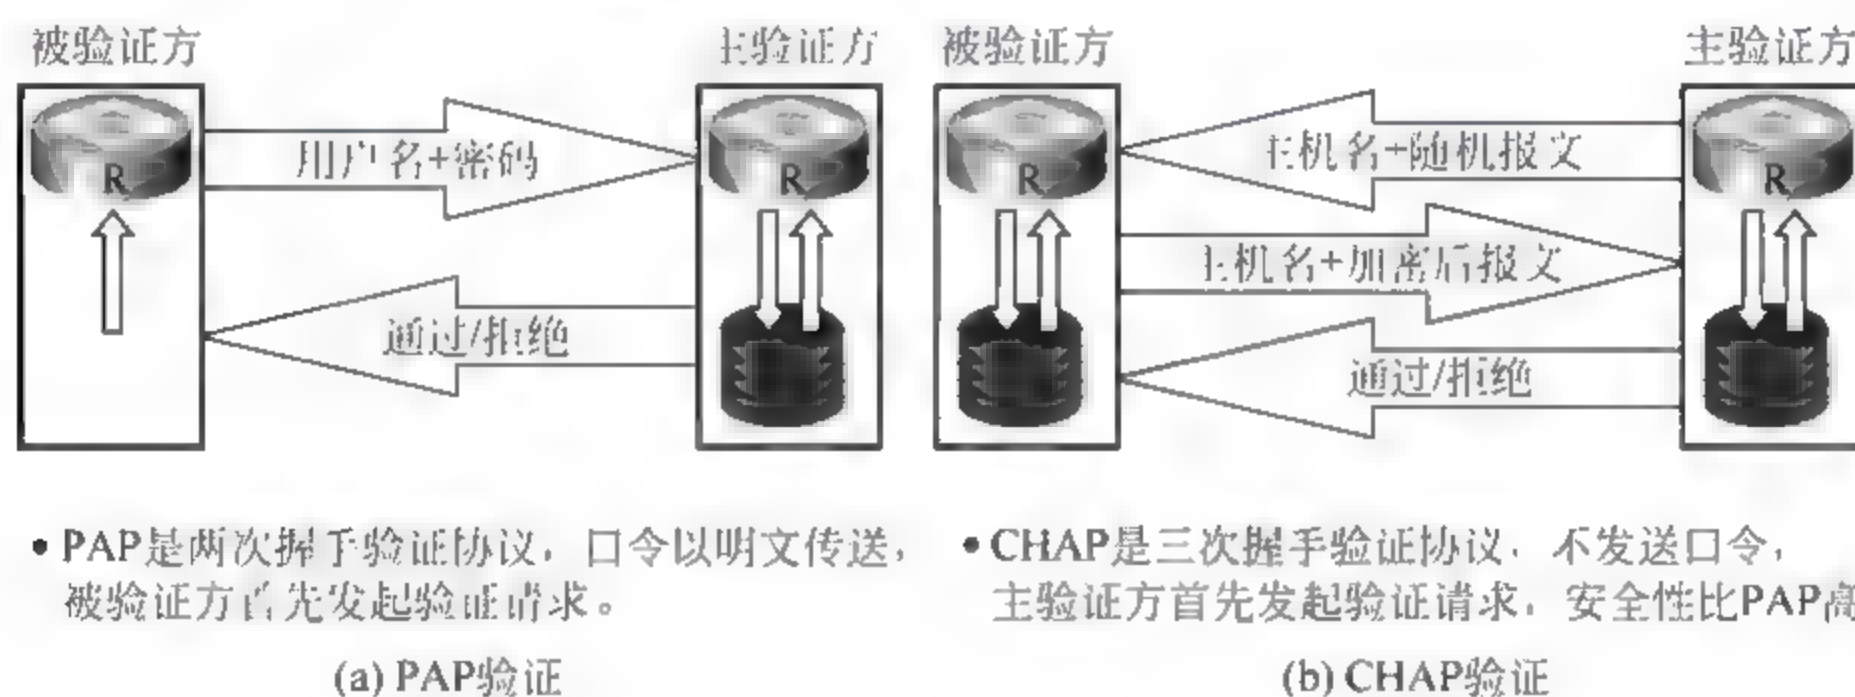 被验证方
主验证方
R
用户名+密码
R
通过/拒绝
• PAP是两次握手验证协议，口令以明文传送，
被验证方首先发起验证请求。
(a) PAP验证
被验证方
主验证方
R
主机名+随机报文
R
主机名+加密后报文
通过/拒绝
• CHAP是三次握手验证协议，不发送口令，
主验证方首先发起验证请求，安全性比PAP高
(b) CHAP验证